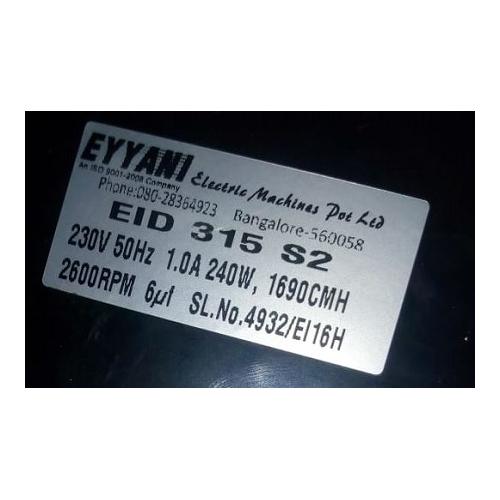 EYYANI Electric Machines Pvt Ltd
An ISO 9001-2008 Company
Phone:080-28364923 Bangalore-560058
EID 315 S2
230V 50Hz 1.0A 240W, 1690CMH
2600RPM 6µf SL.No.4932/EI16H